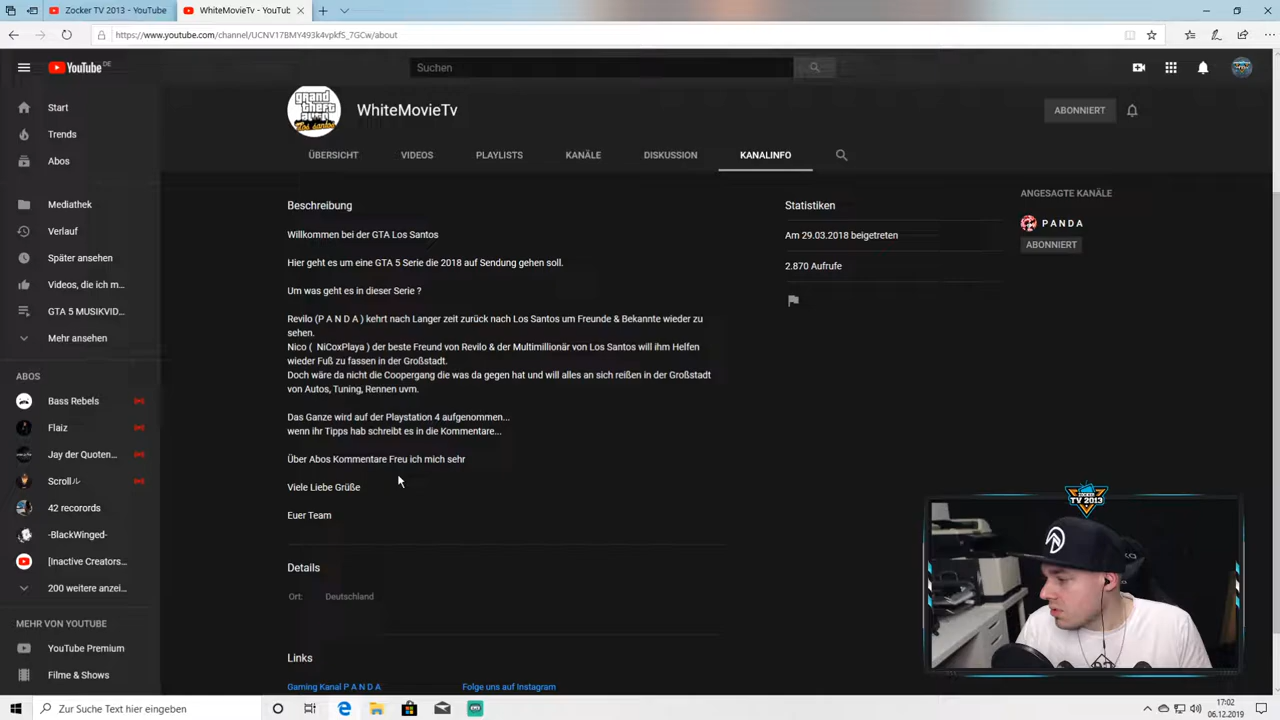 Zocker TV 2013 - YouTube
WhiteMovieTv - YouTub
https://www.youtube.com/channel/UCNV17BMY493k4vpkfS_7GCw/about
YouTube DE
Suchen
grand theft auto
Los santos
WhiteMovieTv
ABONNIERT
ÜBERSICHT
VIDEOS
PLAYLISTS
KANÄLE
DISKUSSION
KANALINFO
Start
Trends
Abos
Mediathek
Verlauf
Später ansehen
Videos, die ich m...
GTA 5 MUSIKVID...
Mehr ansehen
ABOS
Bass Rebels
Flaiz
Jay der Quoten...
Scroll ル
42 recorords
-BlackWinged-
[Inactive Creators...
200 weitere anzei...
MEHR VON YOUTUBE
YouTube Premium
Filme & Shows
Beschreibung
Willkommen bei der GTA Los Santos
Hier geht es um eine GTA 5 Serie die 2018 auf Sendung gehen soll.
Um was geht es in dieser Serie ?
Revilo (P A N D A ) kehrt nach Langer zeit zurück nach Los Santos um Freunde & Bekannte wieder zu
sehen.
Nico ( NiCoxPlaya ) der beste Freund von Revilo & der Multimillionär von Los Santos will ihm Helfen
wieder Fuß zu fassen in der Großstadt.
Doch wäre da nicht die Coopergang die was da gegen hat und will alles an sich reißen in der Großstadt
von Autos, Tuning, Rennen uvm.
Das Ganze wird auf der Playstation 4 aufgenommen...
wenn ihr Tipps hab schreibt es in die Kommentare...
Über Abos Kommentare Freu ich mich sehr
Viele Liebe Grüße
Euer Team
Details
Ort: Deutschland
Links
Gaming Kanal P A N D A
Folge uns auf Instagram
Statistiken
Am 29.03.2018 beigetreten
2.870 Aufrufe
ANGESAGTE KANÄLE
P A N D A
ABONNIERT
ZOCKER
TV 2013
Zur Suche Text hier eingeben
17:02
06.12.2019